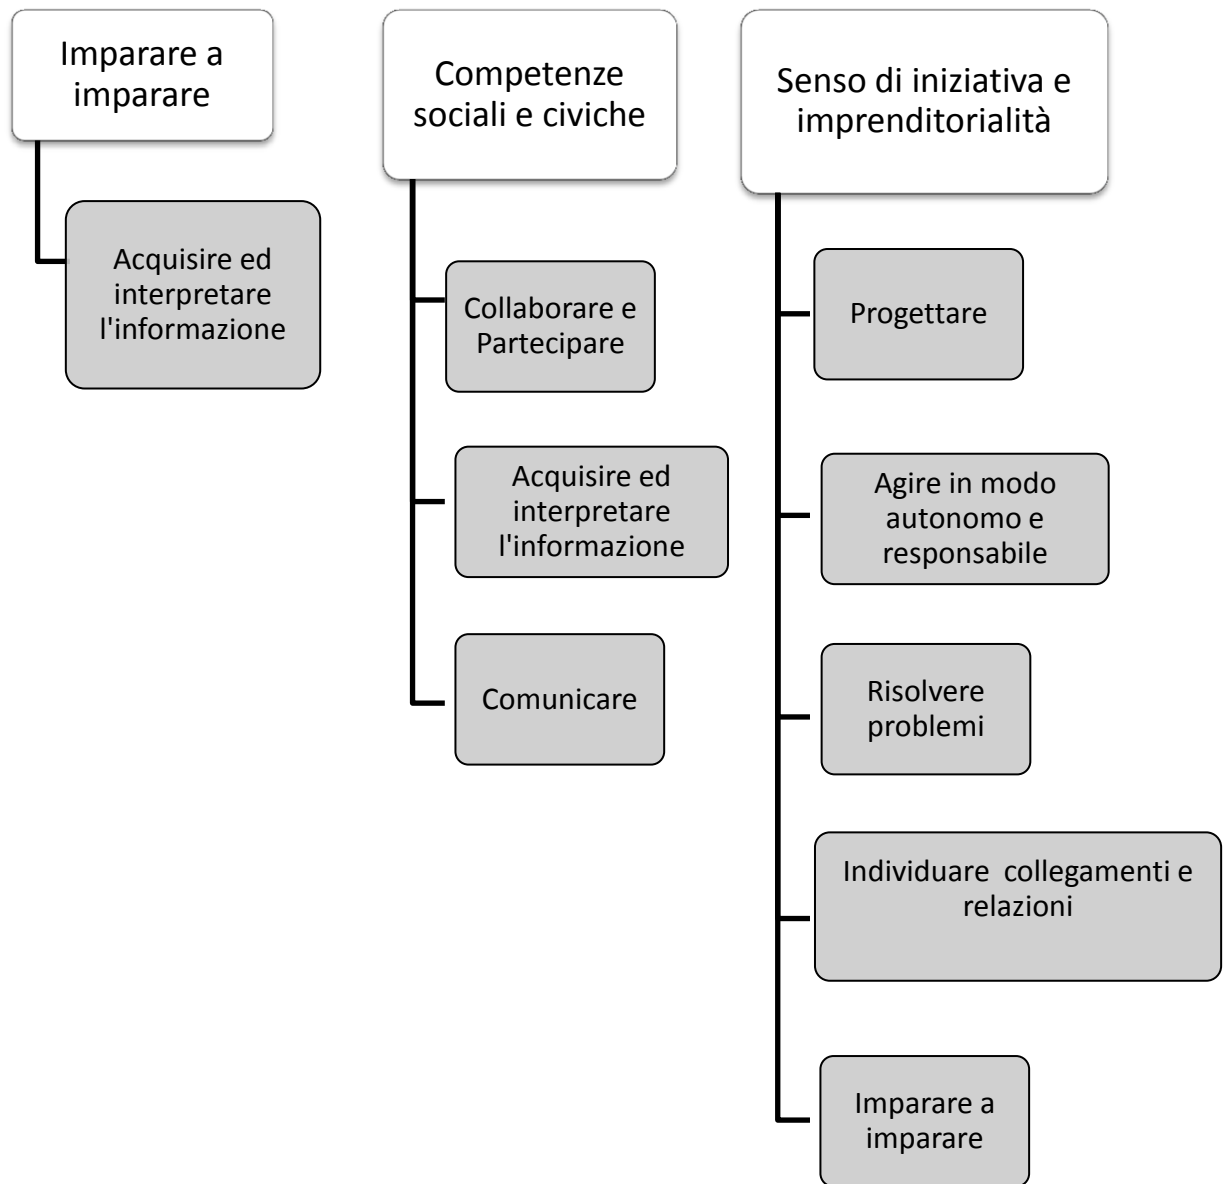 Imparare a
imparare
Acquisire ed
interpretare
l'informazione
Competenze
sociali e civiche
Collaborare e
Partecipare
Acquisire ed
interpretare
l'informazione
Comunicare
Senso di iniziativa e
imprenditorialità
Progettare
Agire in modo
autonomo e
responsabile
Risolvere
problemi
Individuare  collegamenti e
relazioni
Imparare a
imparare